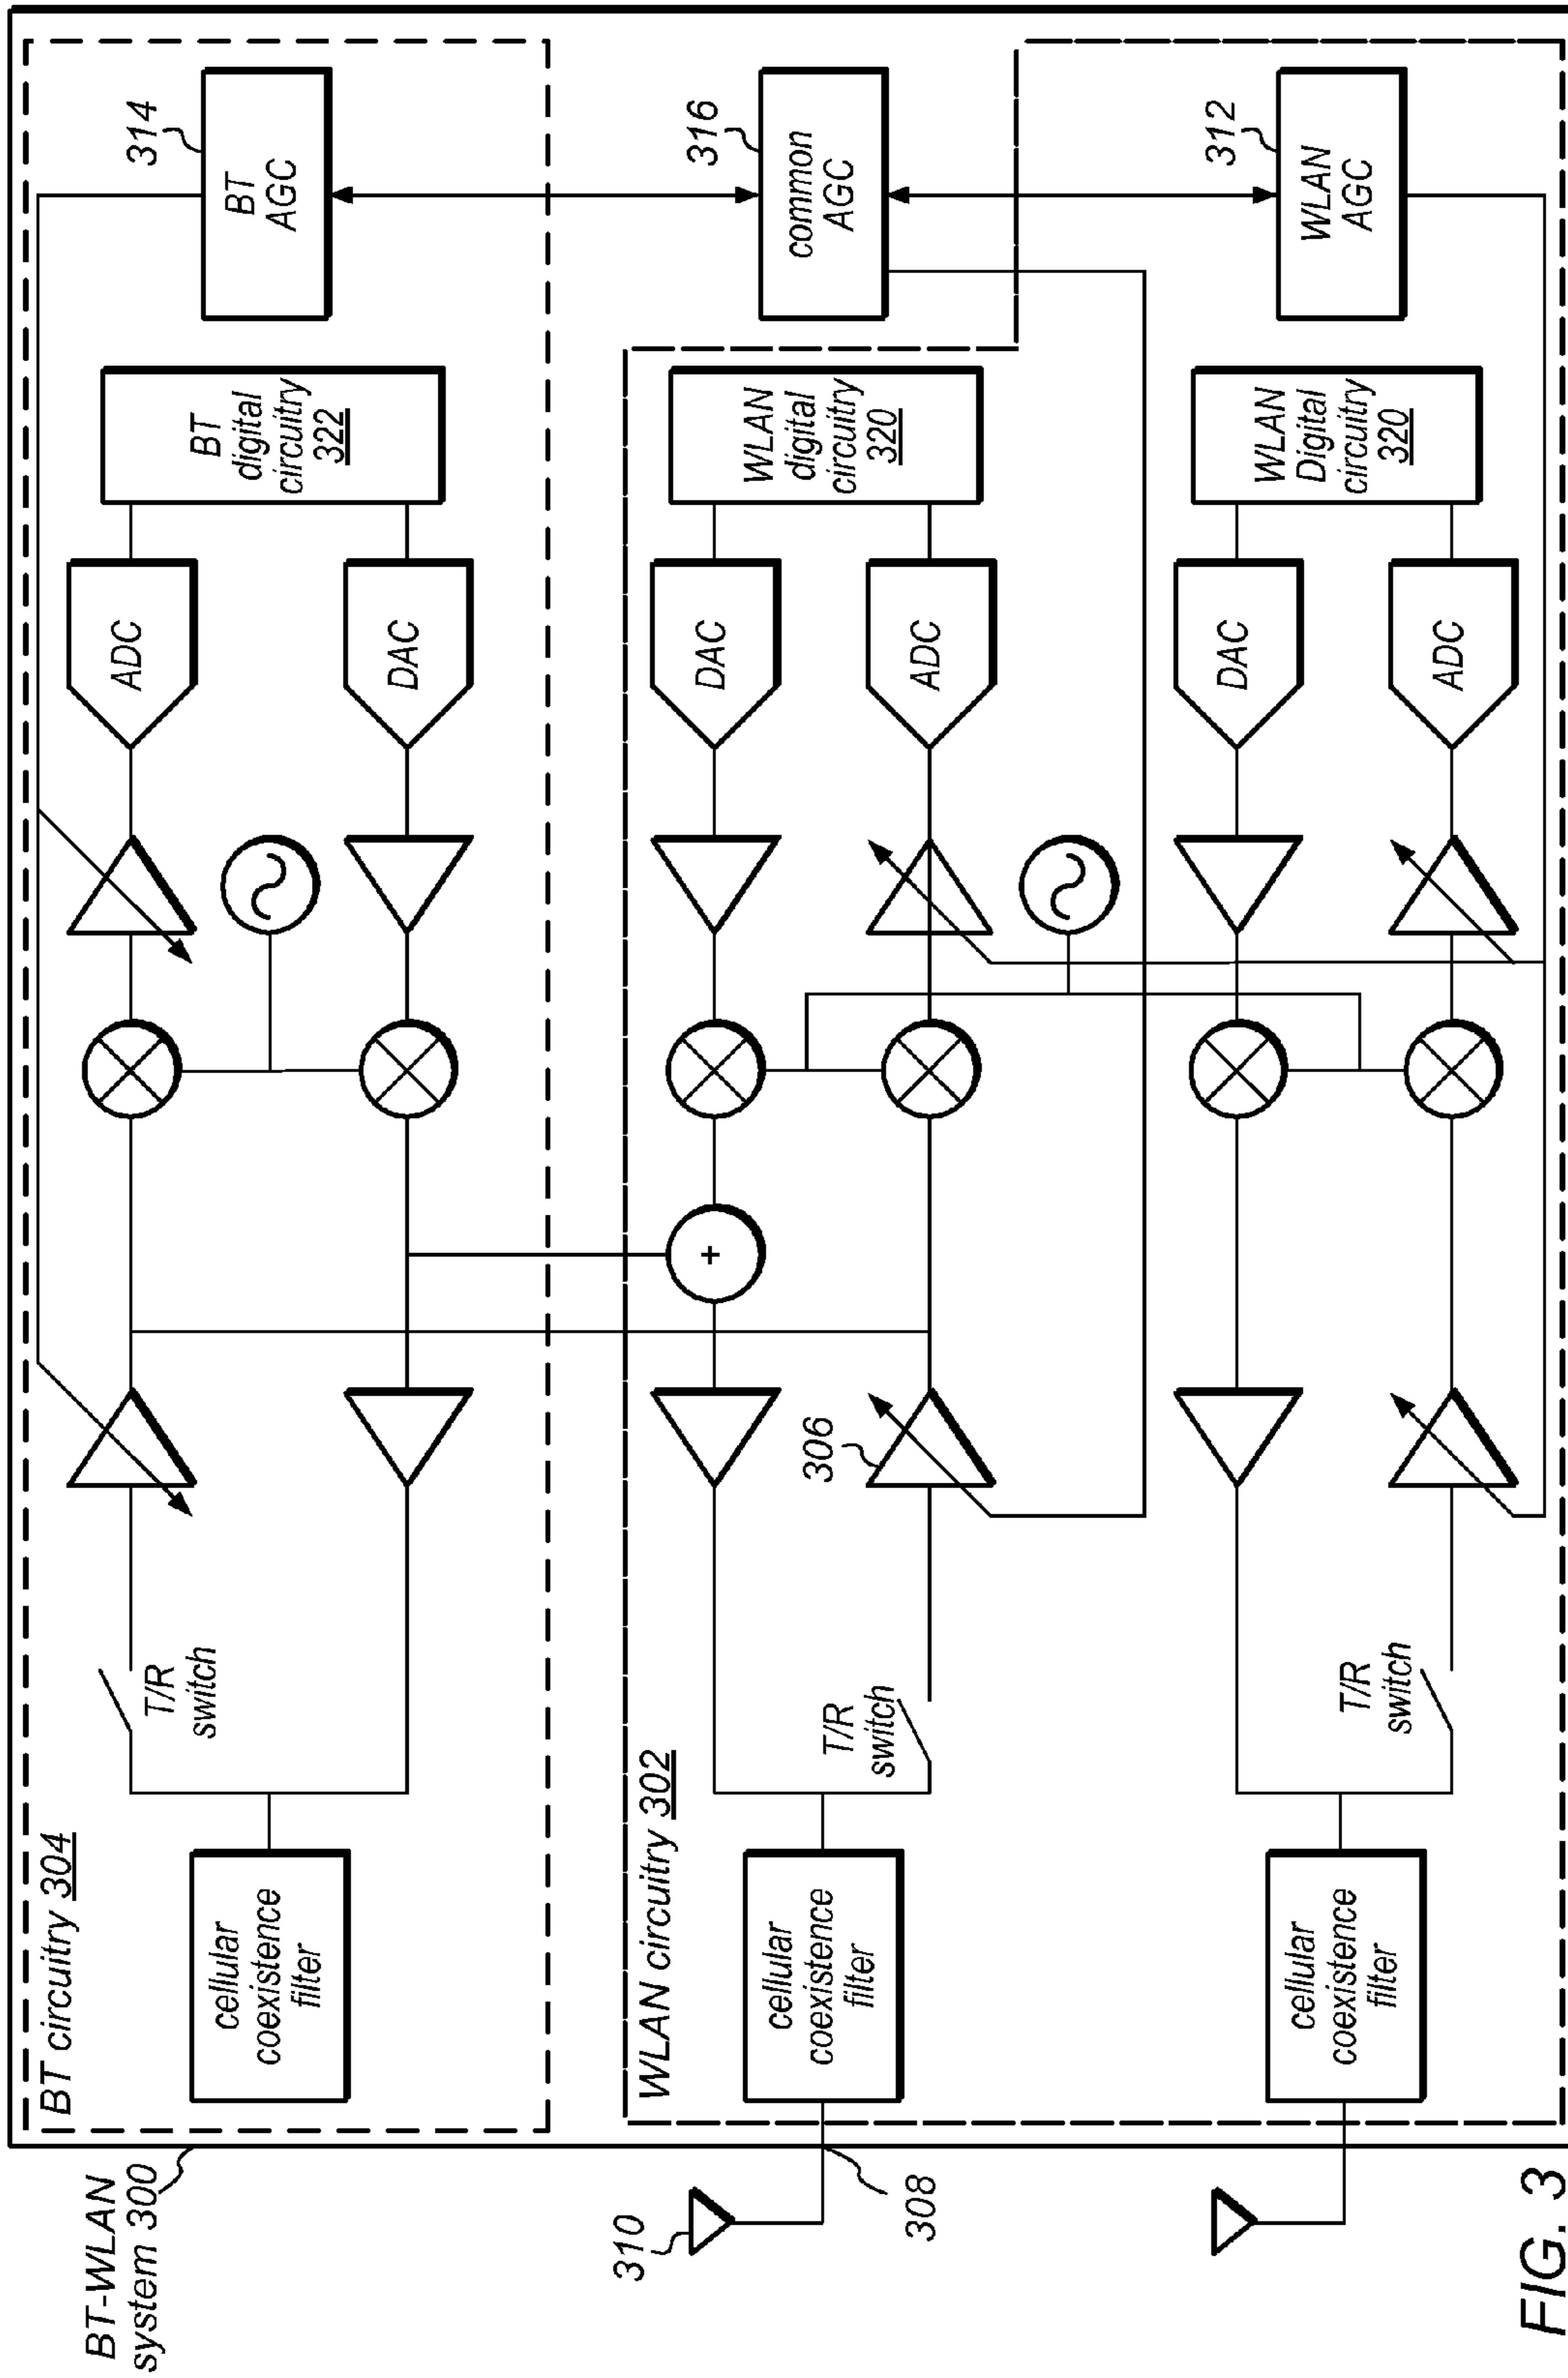 BT-WLAN
system 300
BT circuitry 304
cellular
coexistence
filter
T/R
switch
ADC
DAC
BT
digital
circuitry
322
314
BT
AGC
310
308
WLAN circuitry 302
cellular
coexistence
filter
T/R
switch
306
+
DAC
ADC
WLAN
digital
circuitry
320
316
common
AGC
cellular
coexistence
filter
T/R
switch
DAC
ADC
WLAN
Digital
circuitry
320
312
WLAN
AGC
FIG. 3